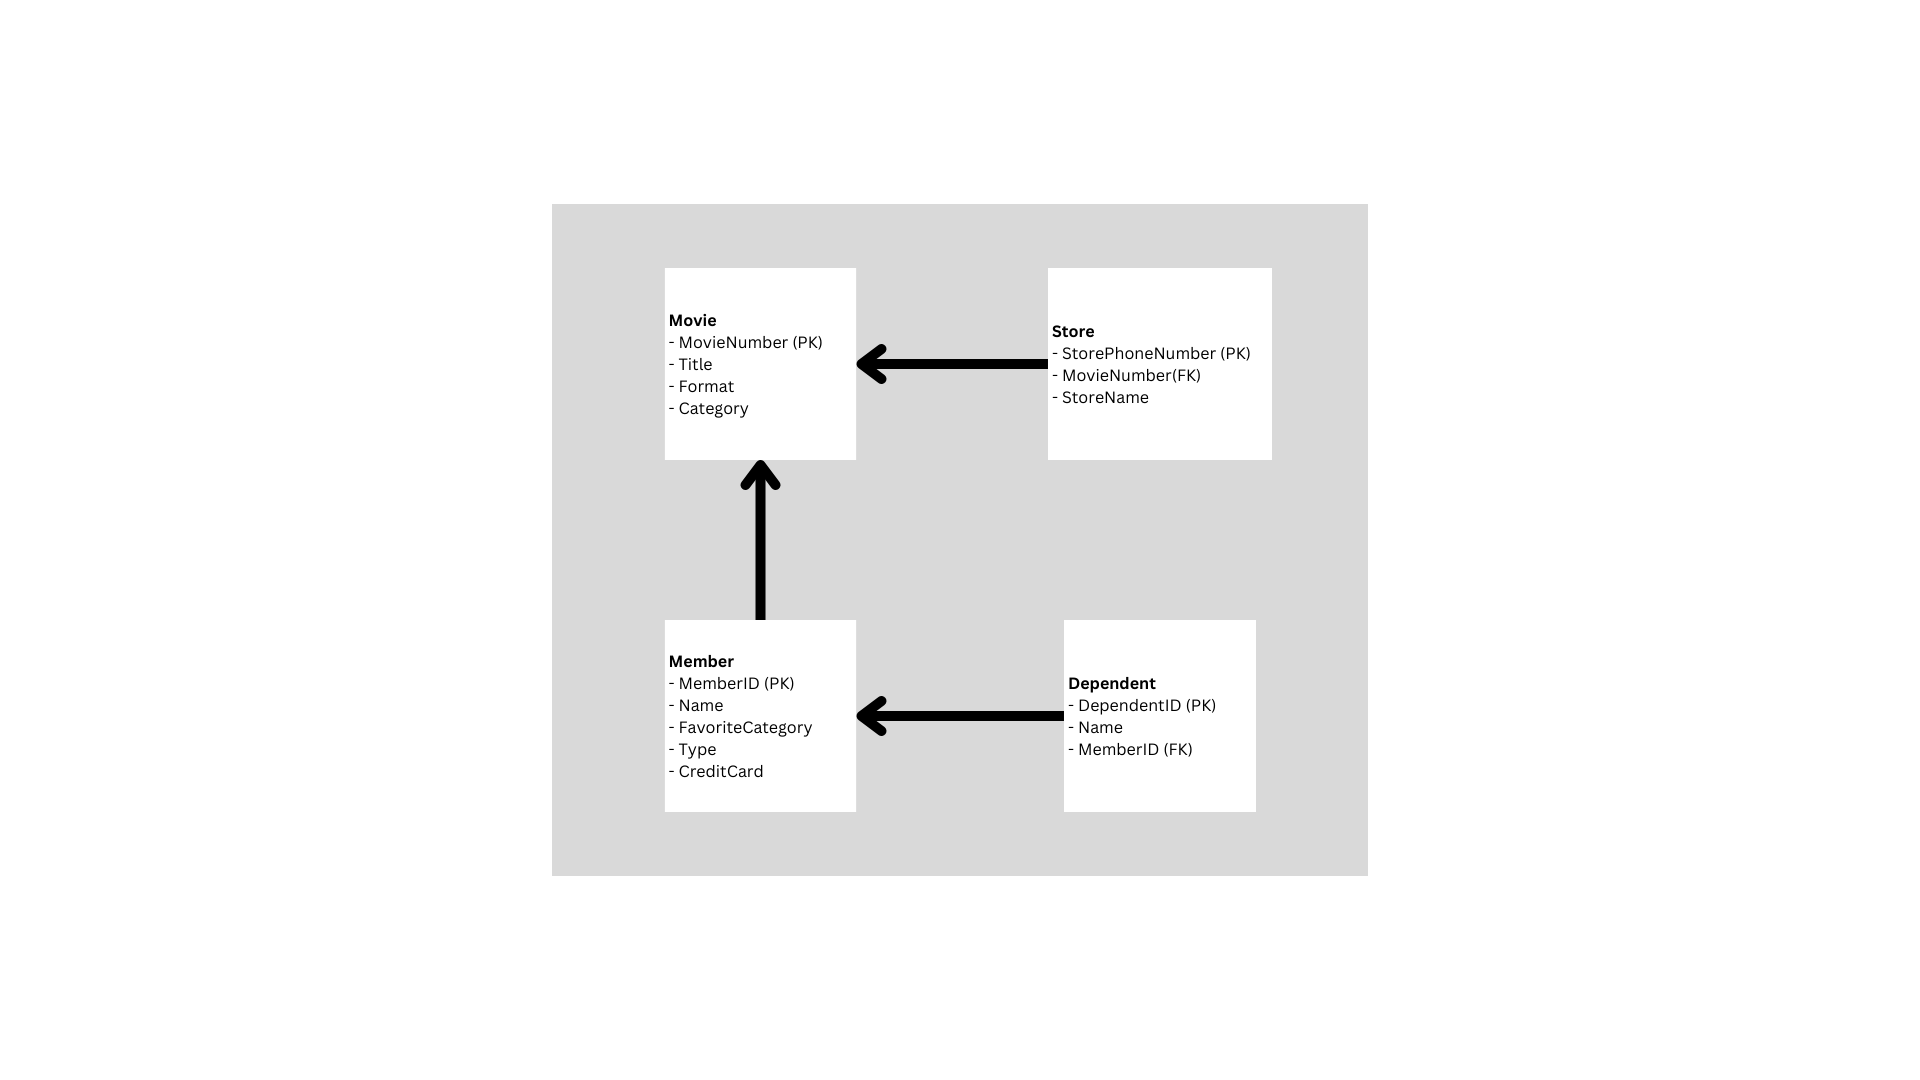 Movie
- MovieNumber (PK)
- Title
- Format
- Category
Store
- StorePhoneNumber (PK)
- MovieNumber(FK)
- StoreName
Member
- MemberID (PK)
- Name
- FavoriteCategory
- Type
- CreditCard
Dependent
- DependentID (PK)
- Name
- MemberID (FK)